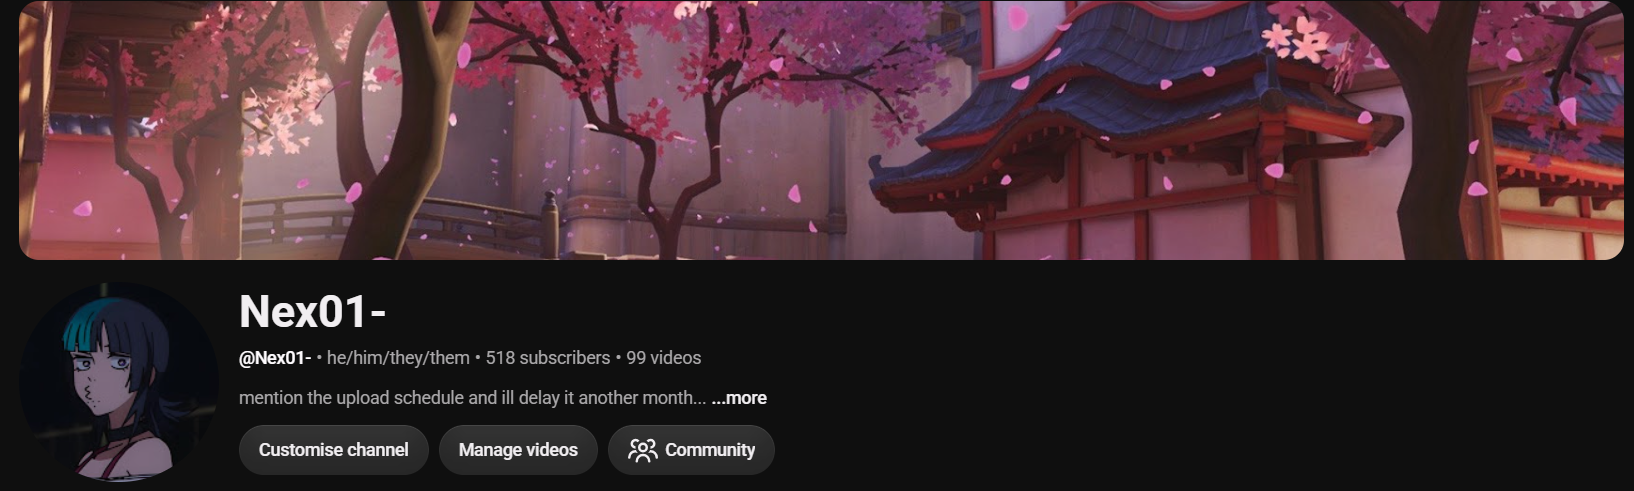 Nex01-
@Nex01- • he/him/they/them • 518 subscribers • 99 videos
mention the upload schedule and ill delay it another month... ...more
Customise channel Manage videos Community